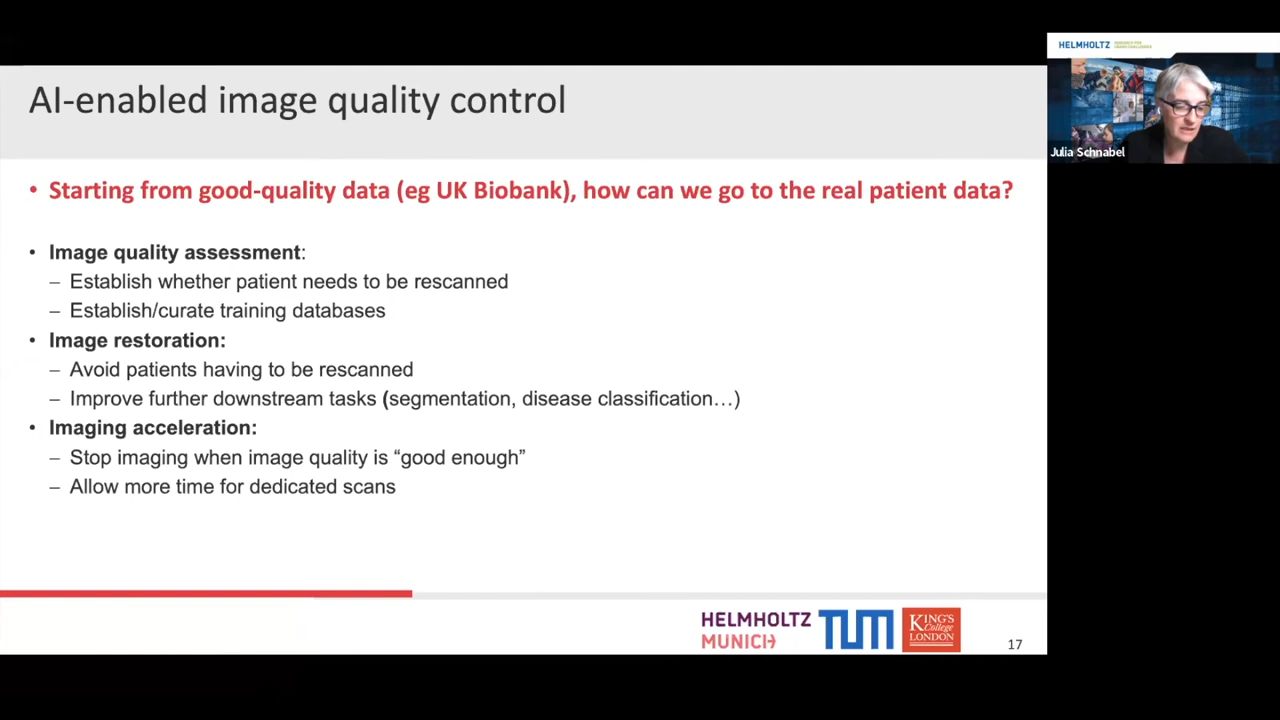 AI-enabled image quality control
• Starting from good-quality data (eg UK Biobank), how can we go to the real patient data?
• Image quality assessment:
– Establish whether patient needs to be rescanned
– Establish/curate training databases
• Image restoration:
– Avoid patients having to be rescanned
– Improve further downstream tasks (segmentation, disease classification…)
• Imaging acceleration:
– Stop imaging when image quality is “good enough”
– Allow more time for dedicated scans
HELMHOLTZ
MUNICH
TUM
KING'S
College
LONDON
17
HELMHOLTZ
Julia Schnabel